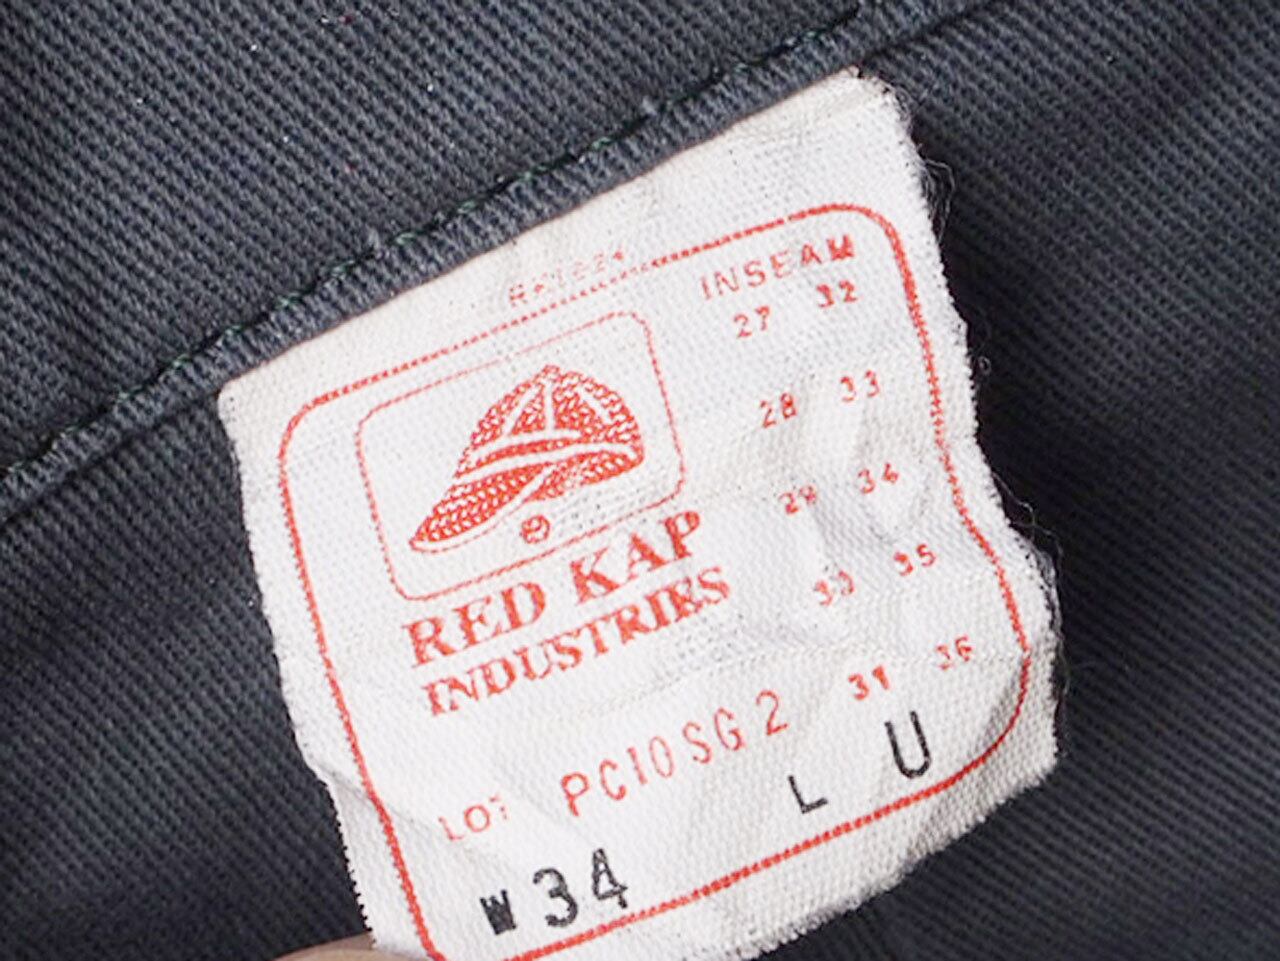 INSEAM
27 32
28 33
29 34
30 35
31 36
RED KAP
INDUSTRIES
LOT PC10SG2
L U
W34